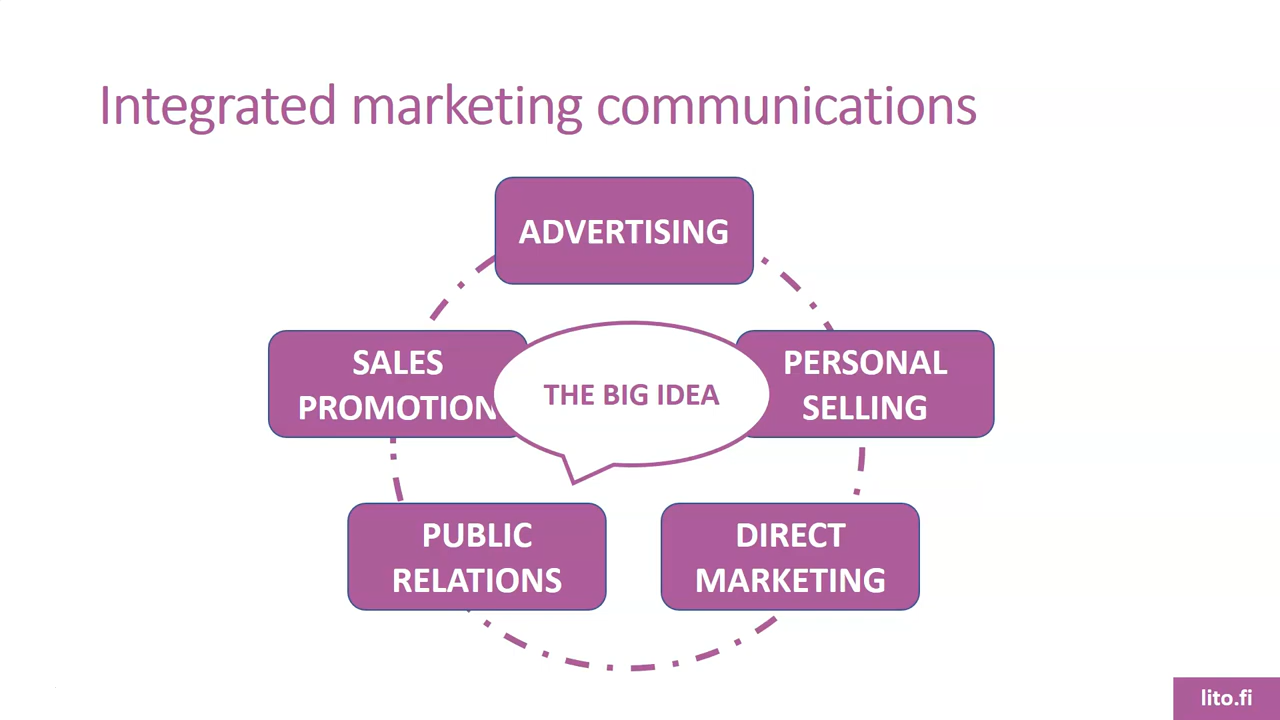 Integrated marketing communications
ADVERTISING
SALES
PROMOTION
THE BIG IDEA
PERSONAL
SELLING
PUBLIC
RELATIONS
DIRECT
MARKETING
lito.fi